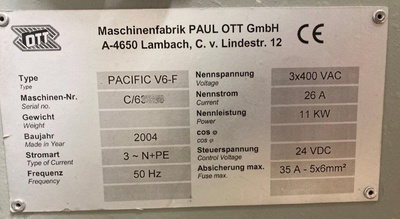 OTT
Maschinenfabrik PAUL OTT GmbH
A-4650 Lambach, C. v. Lindestr. 12
CE
Type PACIFIC V6-F Nennspannung 3x400 VAC
Type Voltage
Maschinen-Nr. Nennstrom 26 A
Serial no. Current
Gewicht Nennleistung 11 KW
Weight Power
Baujahr 2004 cos ø
Made in Year cos ø
Stromart 3 ~ N+PE Steuerspannung 24 VDC
Type of Current Control Voltage
Frequenz 50 Hz Absicherung max. 35 A - 5x6mm²
Frequency Fuse max.